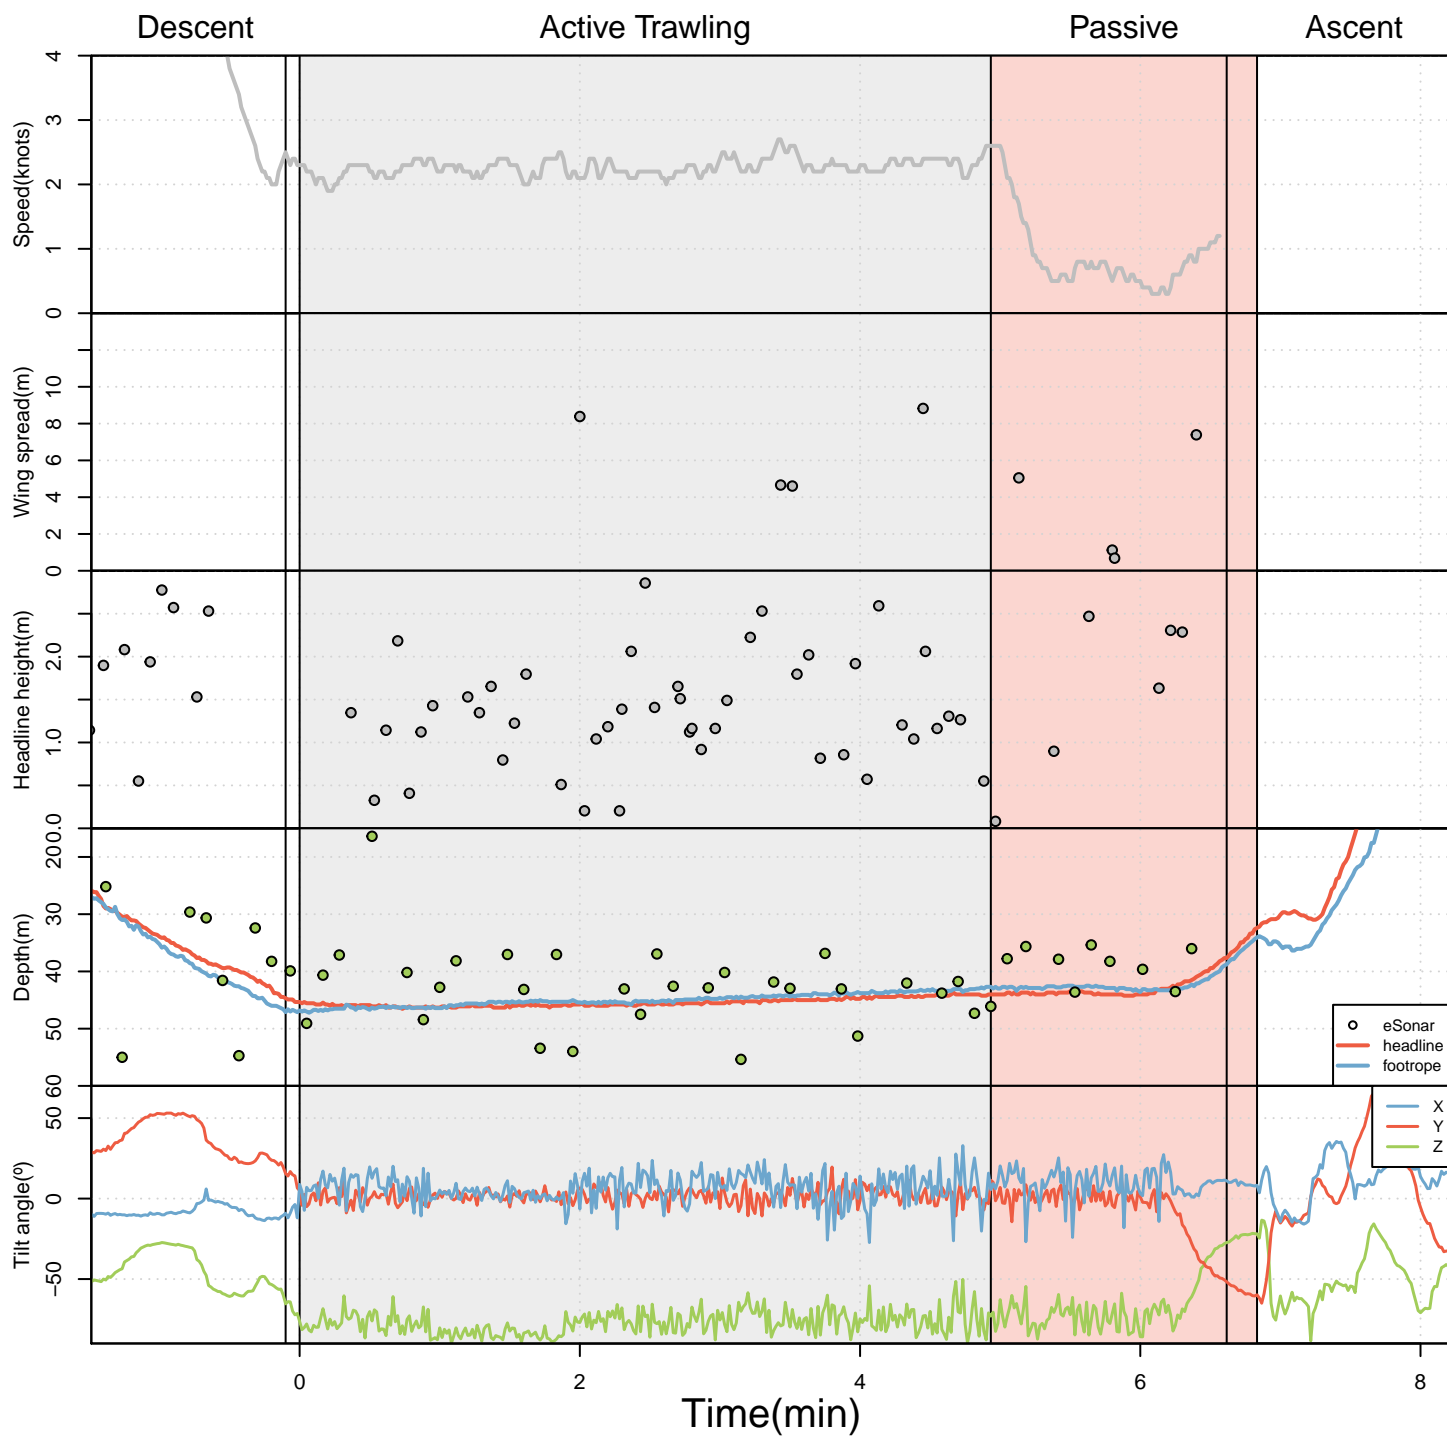 Descent Active Trawling Passive Ascent
Speed(knots)
0 1 2 3 4
Wing spread(m)
0 2 4 6 8 10
Headline height(m)
0.0 1.0 2.0
Depth(m)
60 50 40 30 20
eSonar
headline
footrope
Tilt angle(º)
−50 0 50
X
Y
Z
0 2 4 6 8
Time(min)